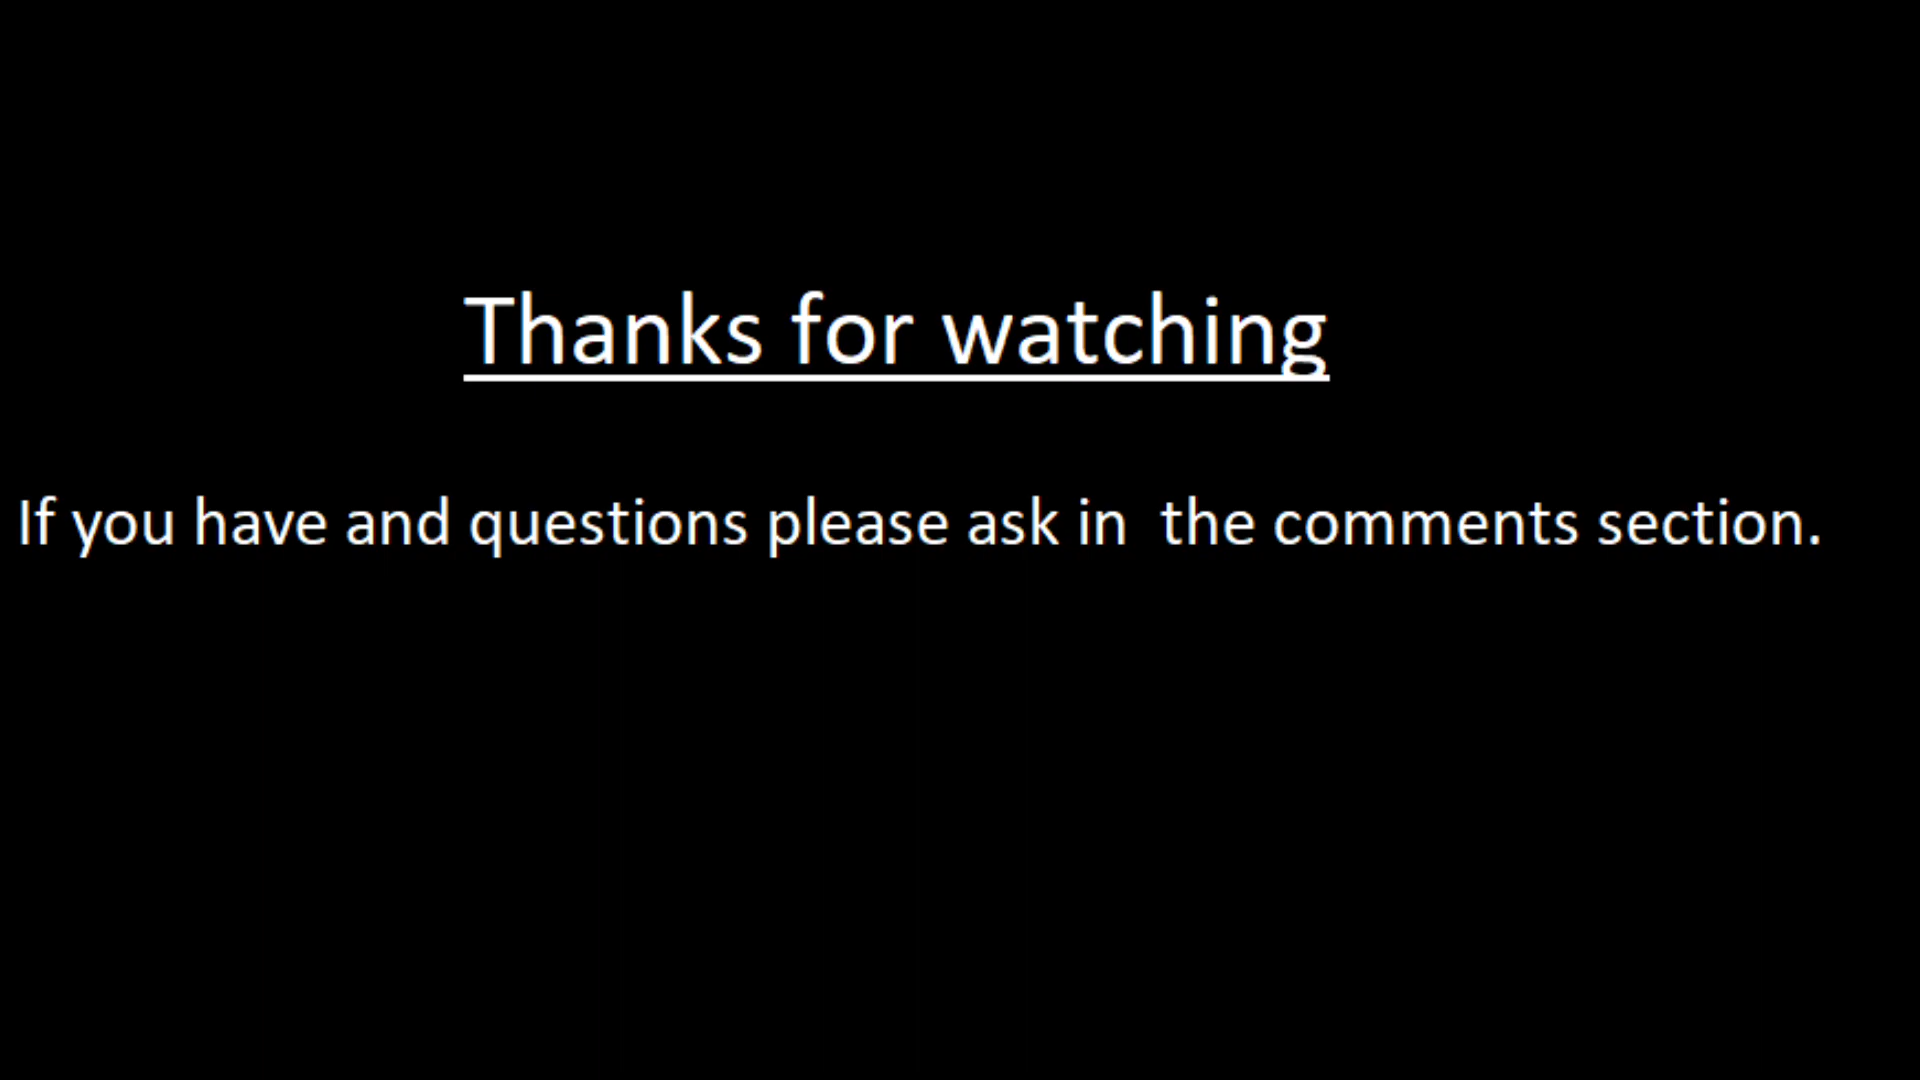 Thanks for watching
If you have and questions please ask in  the comments section.